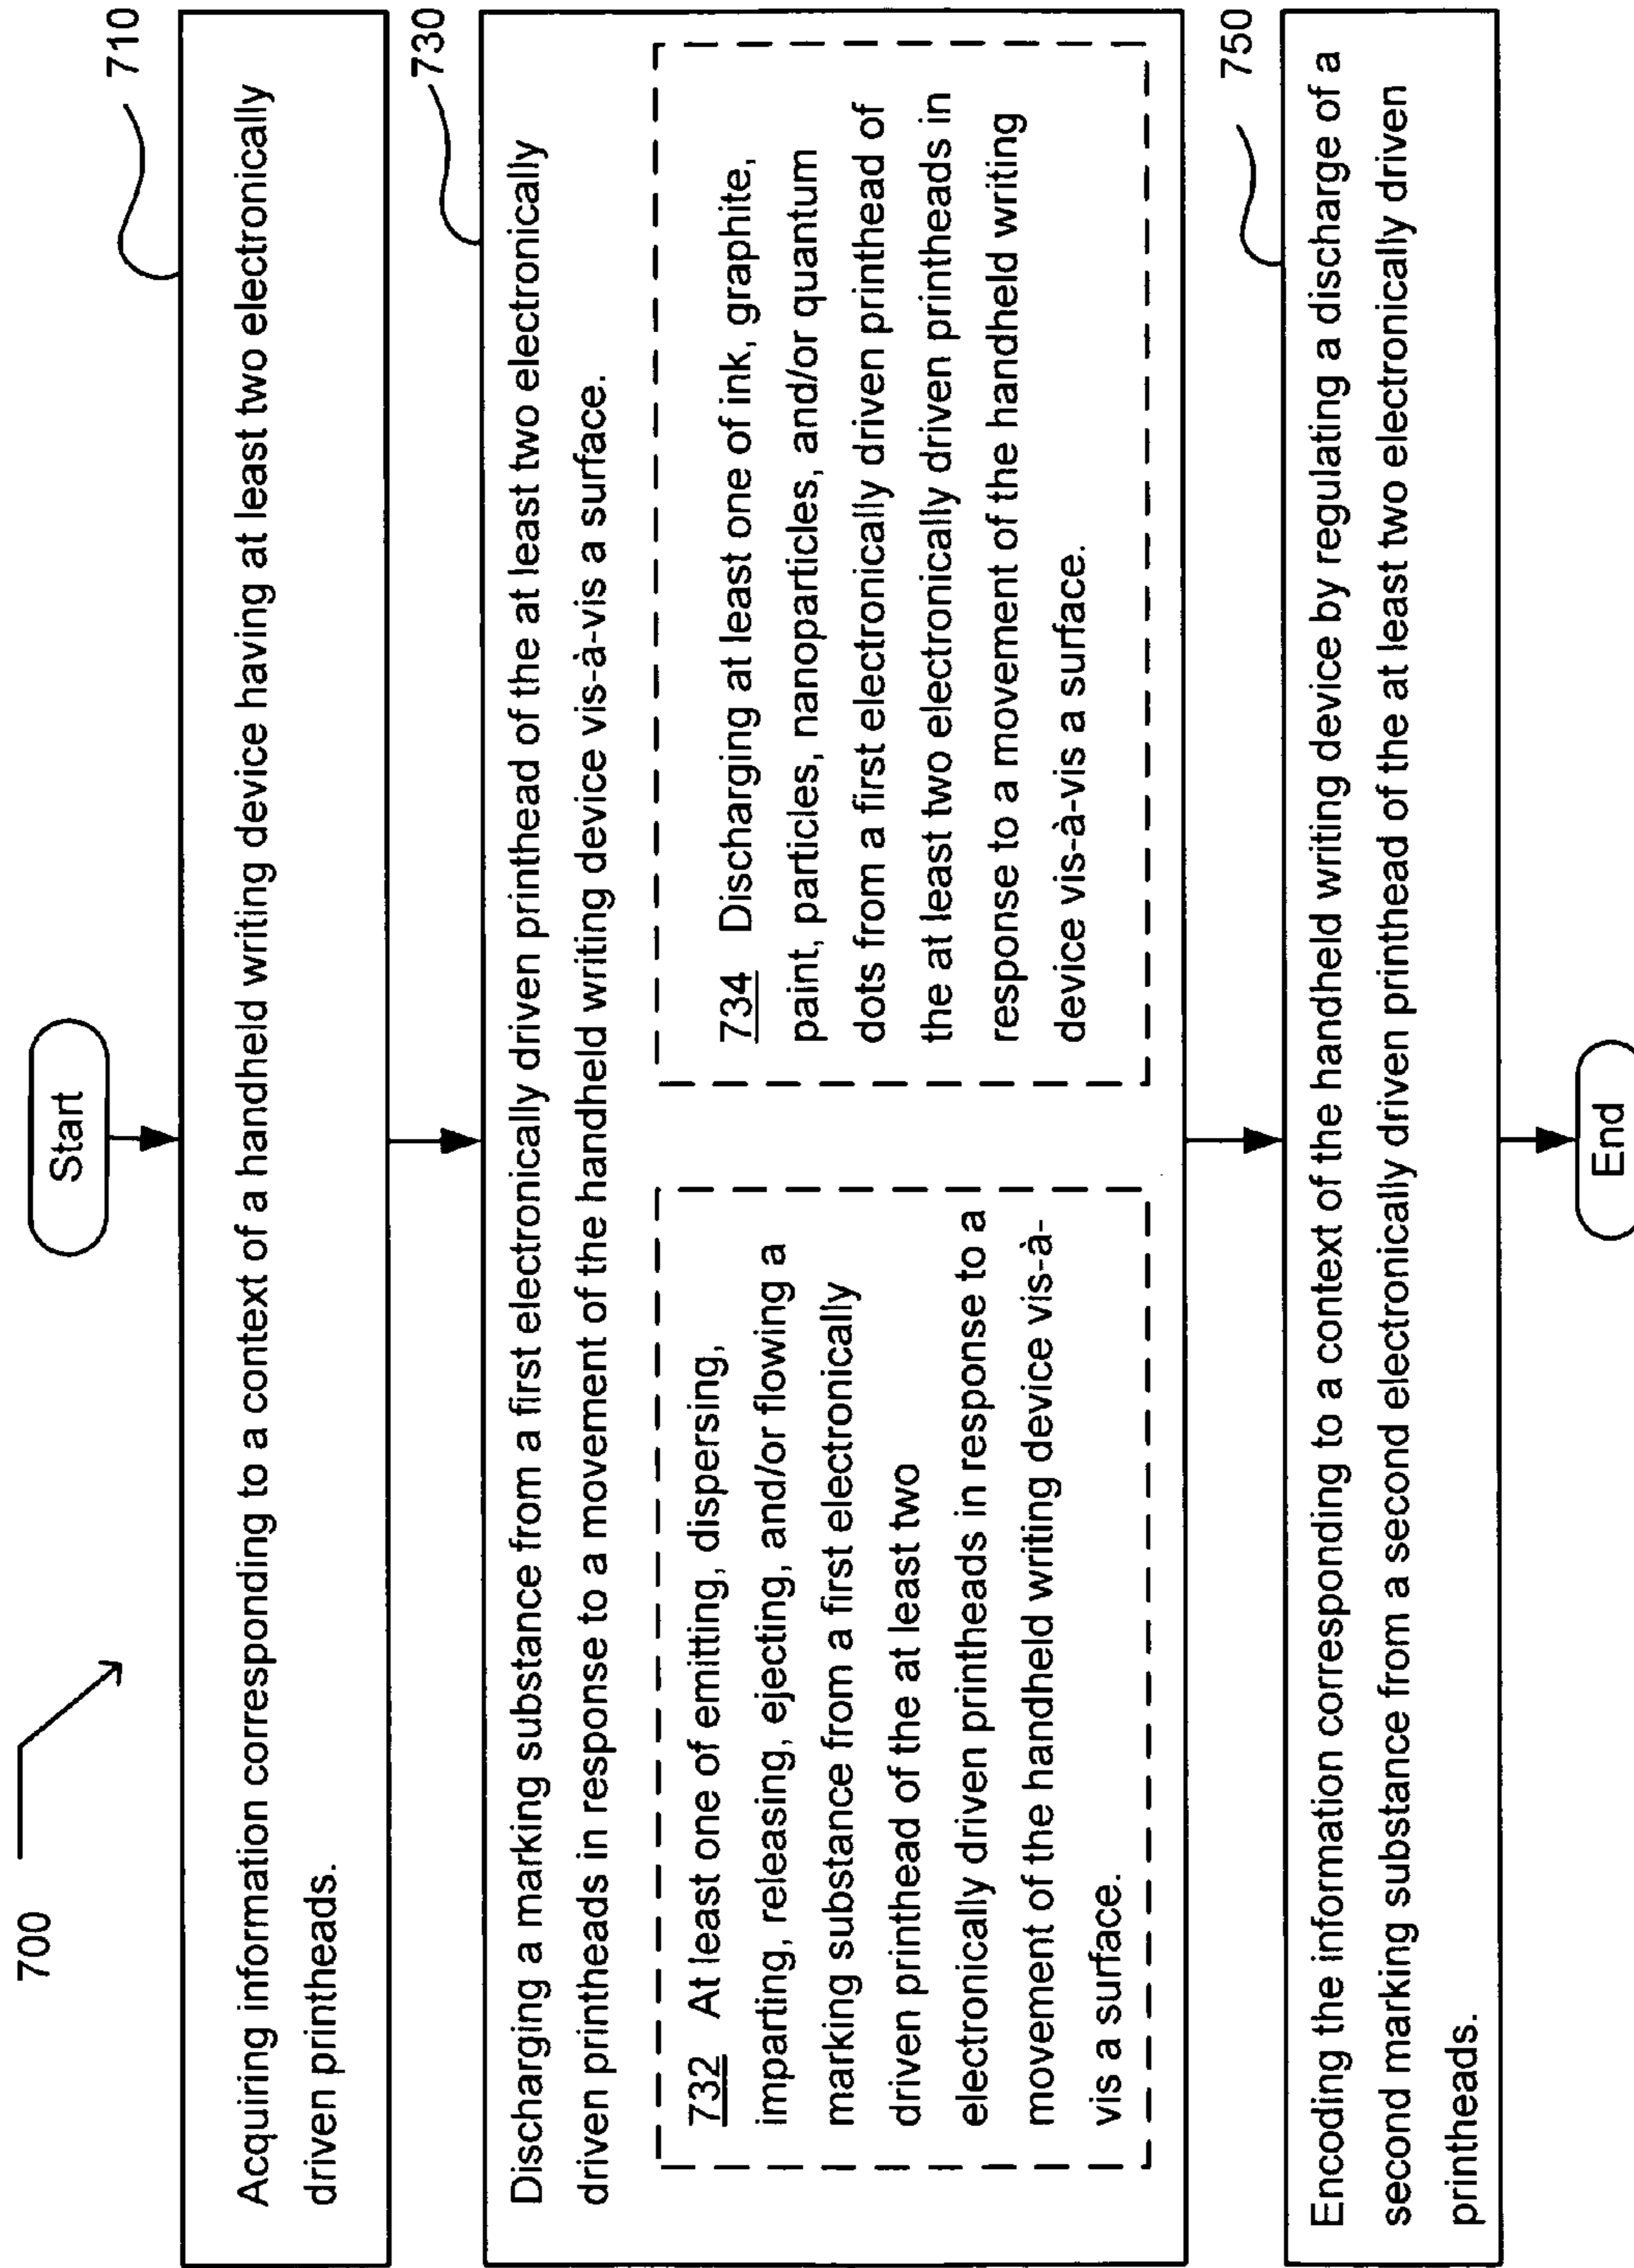 700
Start
710
Acquiring information corresponding to a context of a handheld writing device having at least two electronically
driven printheads.
730
Discharging a marking substance from a first electronically driven printhead of the at least two electronically
driven printheads in response to a movement of the handheld writing device vis-à-vis a surface.
732 At least one of emitting, dispersing,
imparting, releasing, ejecting, and/or flowing a
marking substance from a first electronically
driven printhead of the at least two
electronically driven printheads in response to a
movement of the handheld writing device vis-à-
vis a surface.
734 Discharging at least one of ink, graphite,
paint, particles, nanoparticles, and/or quantum
dots from a first electronically driven printhead of
the at least two electronically driven printheads in
response to a movement of the handheld writing
device vis-à-vis a surface.
750
Encoding the information corresponding to a context of the handheld writing device by regulating a discharge of a
second marking substance from a second electronically driven printhead of the at least two electronically driven
printheads.
End